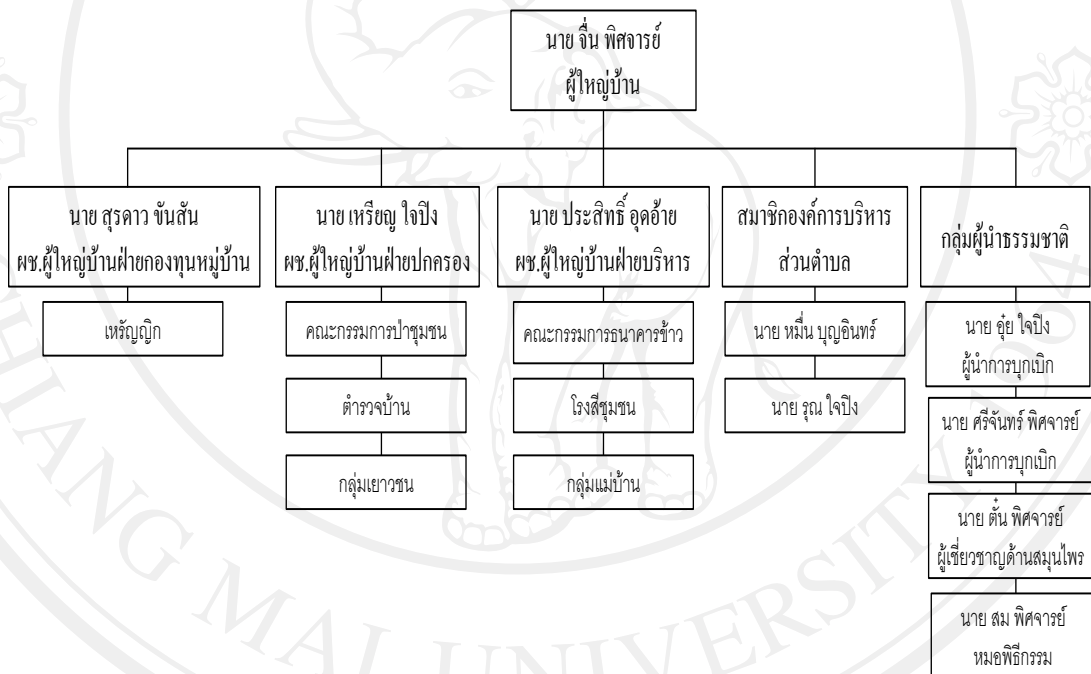 นาย จื่น พิศจารย์
ผู้ใหญ่บ้าน
นาย สุรดาว ขันสัน
ผช.ผู้ใหญ่บ้านฝ่ายกองทุนหมู่บ้าน
เหรัญญิก
นาย เหรียญ ใจปิง
ผช.ผู้ใหญ่บ้านฝ่ายปกครอง
คณะกรรมการป่าชุมชน
ตำรวจบ้าน
กลุ่มเยาวชน
นาย ประสิทธิ์ อุดอ้าย
ผช.ผู้ใหญ่บ้านฝ่ายบริหาร
คณะกรรมการธนาคารข้าว
โรงสีชุมชน
กลุ่มแม่บ้าน
สมาชิกองค์การบริหาร
ส่วนตำบล
นาย หมื่น บุญอินทร์
นาย รุณ ใจปิง
กลุ่มผู้นำธรรมชาติ
นาย อุ๋ย ใจปิง
ผู้นำการบุกเบิก
นาย ศรีจันทร์ พิศจารย์
ผู้นำการบุกเบิก
นาย ตั๋น พิศจารย์
ผู้เชี่ยวชาญด้านสมุนไพร
นาย สม พิศจารย์
หมอพิธีกรรม
CHIANG MAI UNIVERSITY 1964